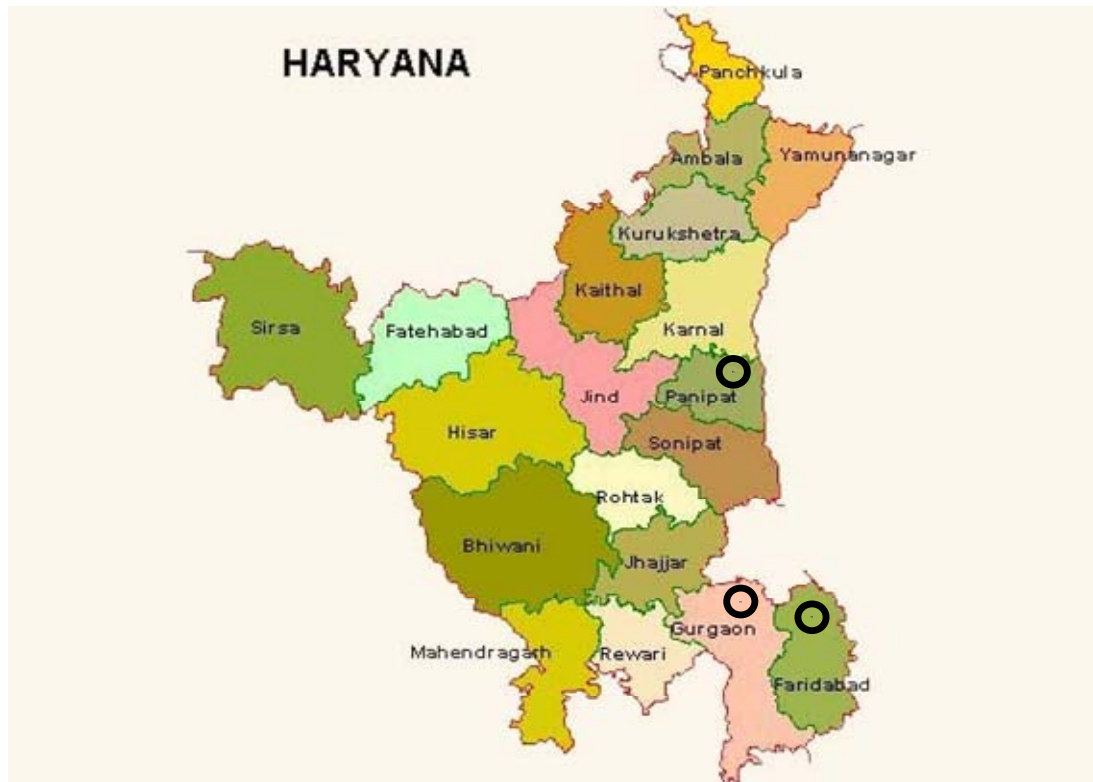 HARYANA
Panchkula
Ambala
Yamunanagar
Kurukshetra
Kaithal
Karnal
Sirsa
Fatehabad
Jind
Panipat
Hisar
Sonipat
Rohtak
Bhiwani
Jhajjar
Gurgaon
Mahendragarh
Rewari
Faridabad